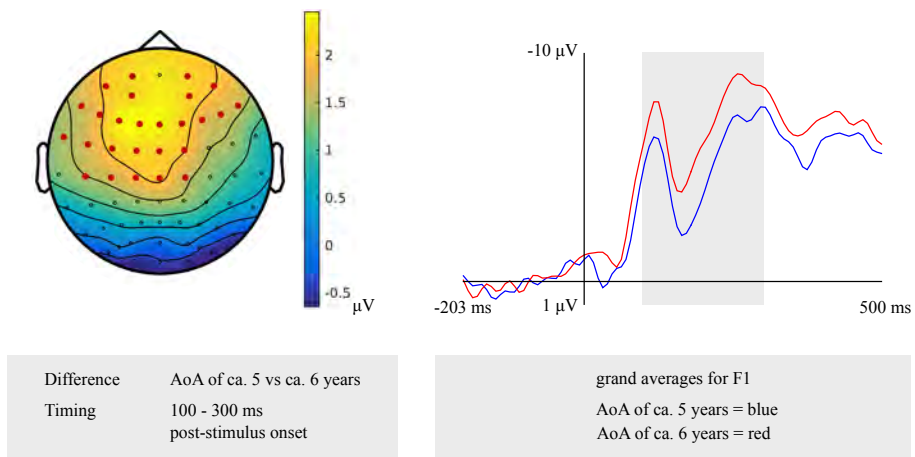 2
1.5
1
0.5
0
-0.5
μV
-10 μV
-203 ms
1 μV
500 ms
Difference AoA of ca. 5 vs ca. 6 years
Timing 100 - 300 ms
post-stimulus onset
grand averages for F1
AoA of ca. 5 years = blue
AoA of ca. 6 years = red